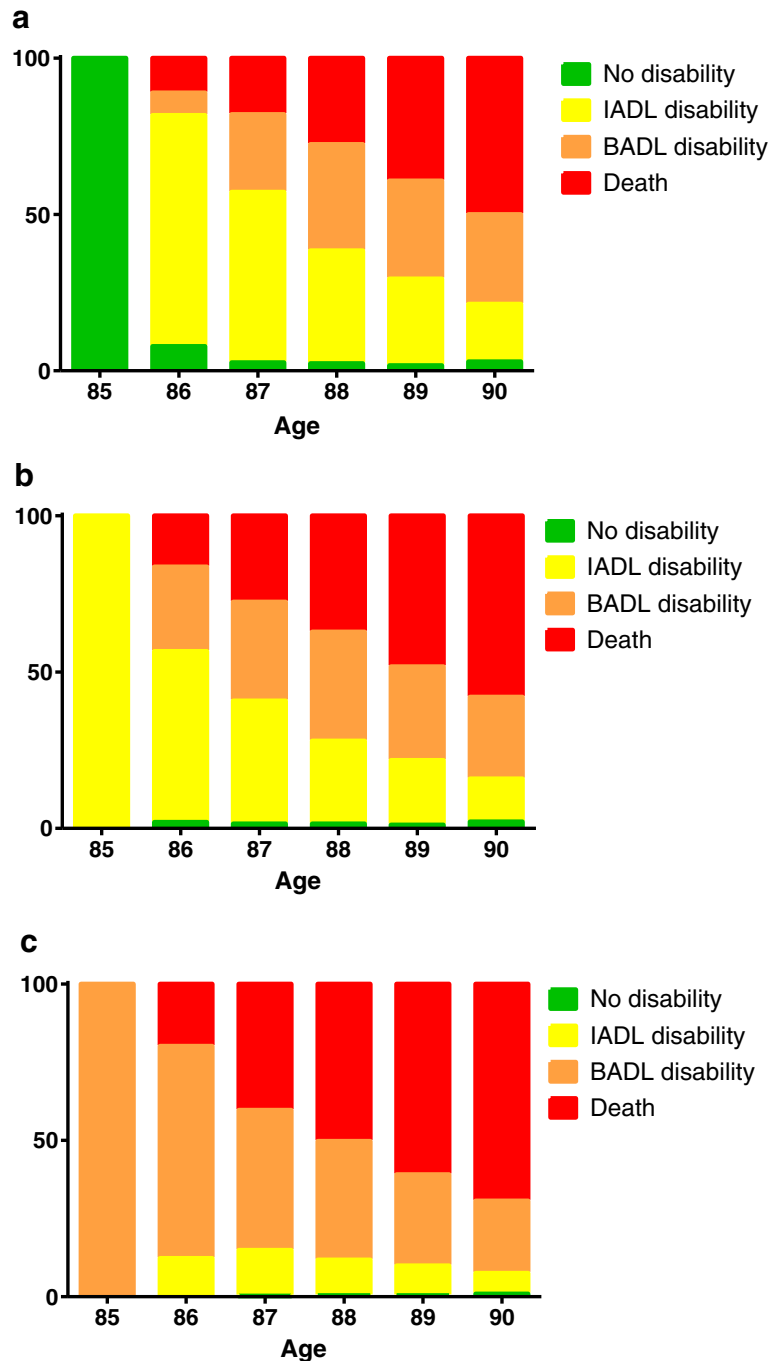 a
100
50
0
85 86 87 88 89 90
Age
No disability
IADL disability
BADL disability
Death
b
100
50
0
85 86 87 88 89 90
Age
No disability
IADL disability
BADL disability
Death
c
100
50
0
85 86 87 88 89 90
Age
No disability
IADL disability
BADL disability
Death